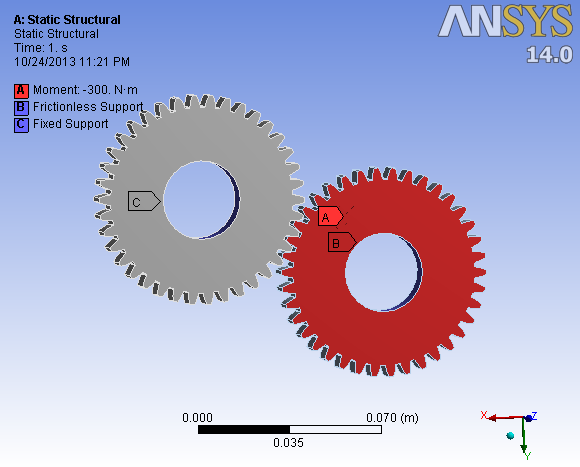 A: Static Structural
Static Structural
Time: 1. s
10/24/2013 11:21 PM
A Moment: -300. N·m
B Frictionless Support
C Fixed Support
ANSYS
14.0
C
A
B
0.000 0.070 (m)
0.035
X Z
Y